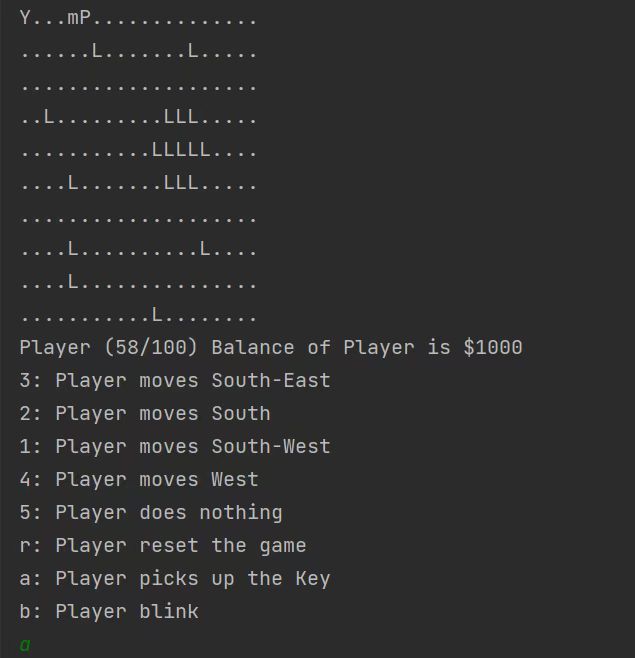 Y...mP..............
......L.......L.....
....................
..L.........LLL.....
...........LLLLL....
....L.......LLL.....
....................
....L..........L....
....L...............
...........L........
Player (58/100) Balance of Player is $1000
3: Player moves South-East
2: Player moves South
1: Player moves South-West
4: Player moves West
5: Player does nothing
r: Player reset the game
a: Player picks up the Key
b: Player blink
a